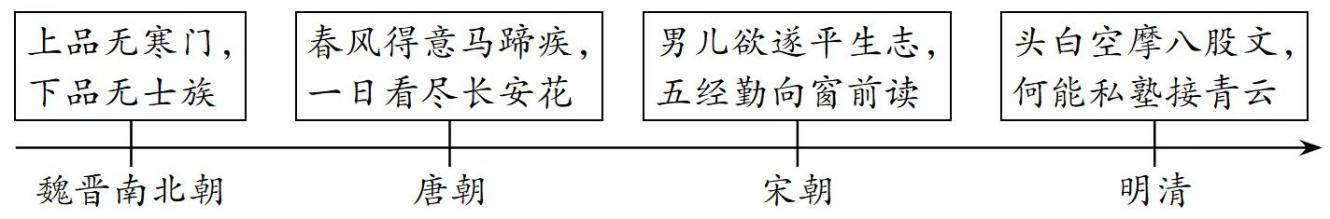 上品无寒门，
下品无士族
春风得意马蹄疾，
一日看尽长安花
男儿欲遂平生志，
五经勤向窗前读
头白空摩八股文，
何能私塾接青云
魏晋南北朝
唐朝
宋朝
明清